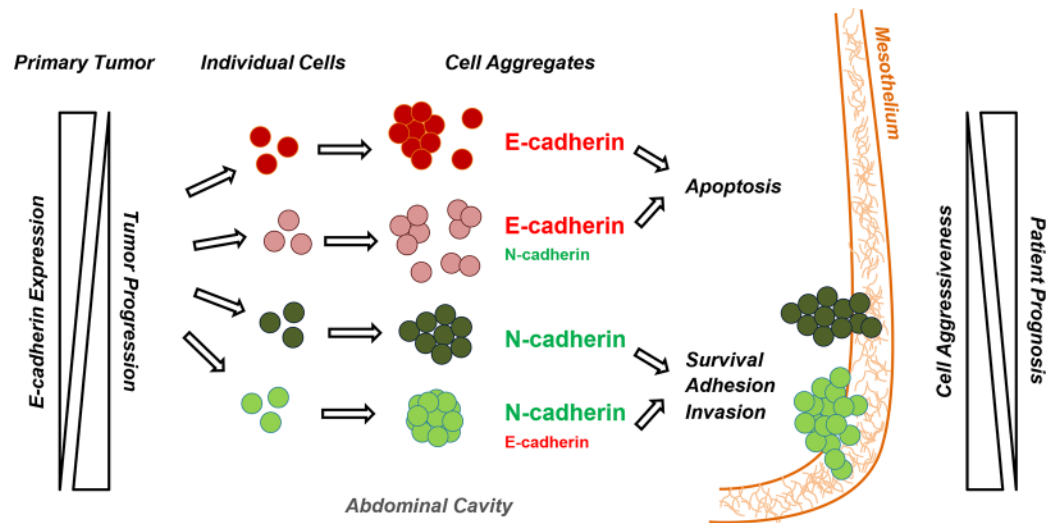 Primary Tumor
Individual Cells
Cell Aggregates
Mesothelium
E-cadherin Expression
Tumor Progression
E-cadherin
E-cadherin
N-cadherin
Apoptosis
N-cadherin
N-cadherin
E-cadherin
Survival
Adhesion
Invasion
Cell Aggressiveness
Patient Prognosis
Abdominal Cavity